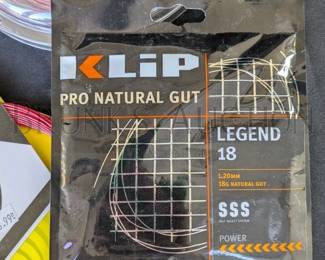 KLiP
PRO NATURAL GUT
LEGEND
18
1.20MM
18G NATURAL GUT
SSS
POWER